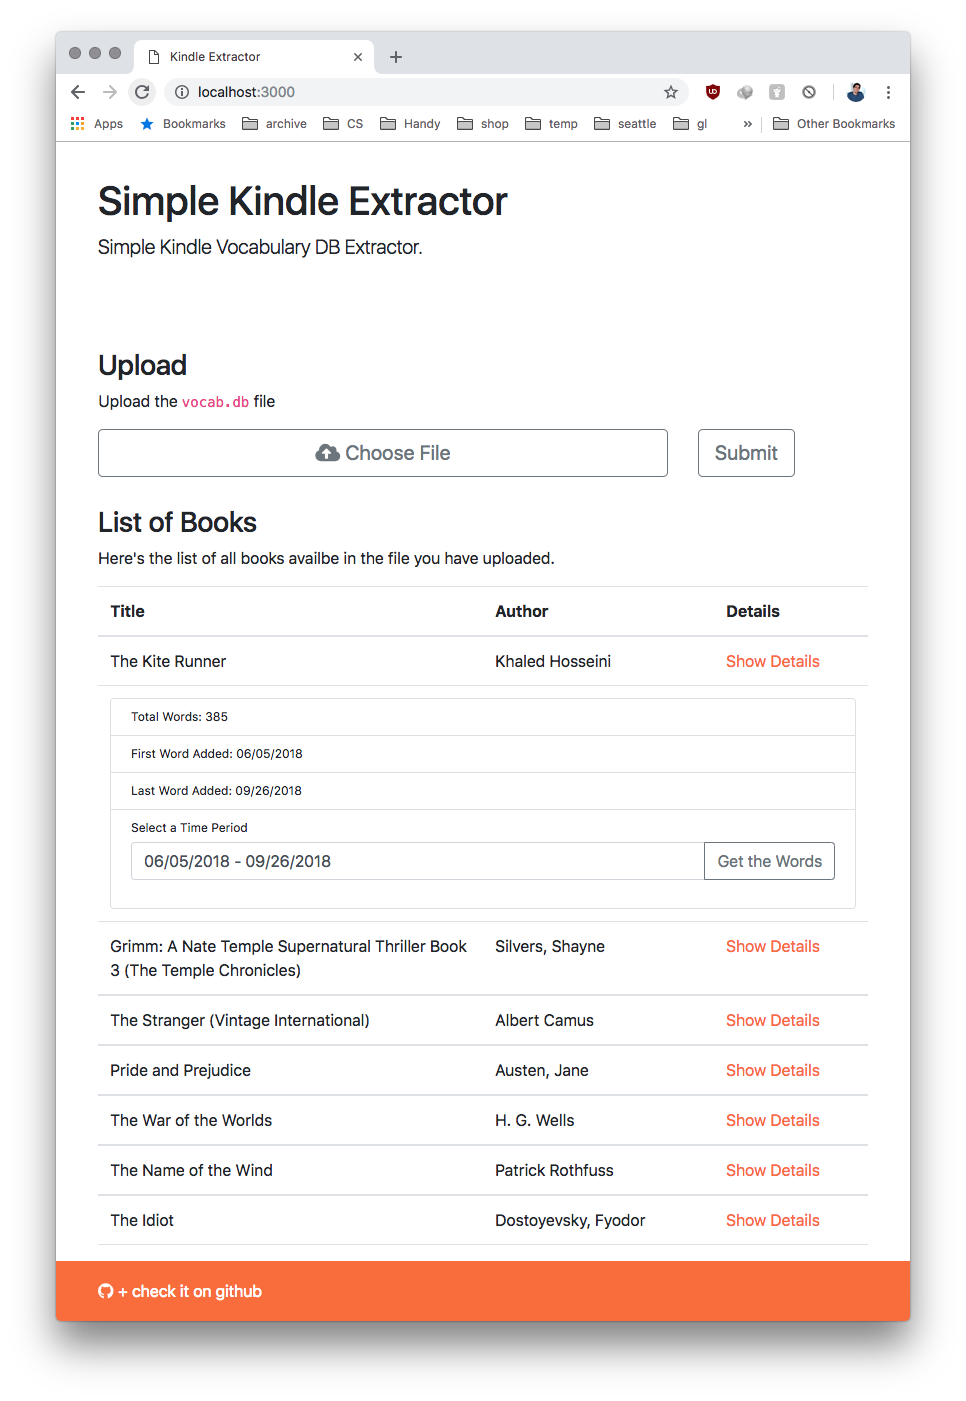 Kindle Extractor
localhost:3000
Apps Bookmarks archive CS Handy shop temp seattle gl » Other Bookmarks
Simple Kindle Extractor
Simple Kindle Vocabulary DB Extractor.
Upload
Upload the vocab.db file
Choose File Submit
List of Books
Here's the list of all books availbe in the file you have uploaded.
Title Author Details
The Kite Runner Khaled Hosseini Show Details
Total Words: 385
First Word Added: 06/05/2018
Last Word Added: 09/26/2018
Select a Time Period
06/05/2018 - 09/26/2018 Get the Words
Grimm: A Nate Temple Supernatural Thriller Book Silvers, Shayne Show Details
3 (The Temple Chronicles)
The Stranger (Vintage International) Albert Camus Show Details
Pride and Prejudice Austen, Jane Show Details
The War of the Worlds H. G. Wells Show Details
The Name of the Wind Patrick Rothfuss Show Details
The Idiot Dostoyevsky, Fyodor Show Details
+ check it on github